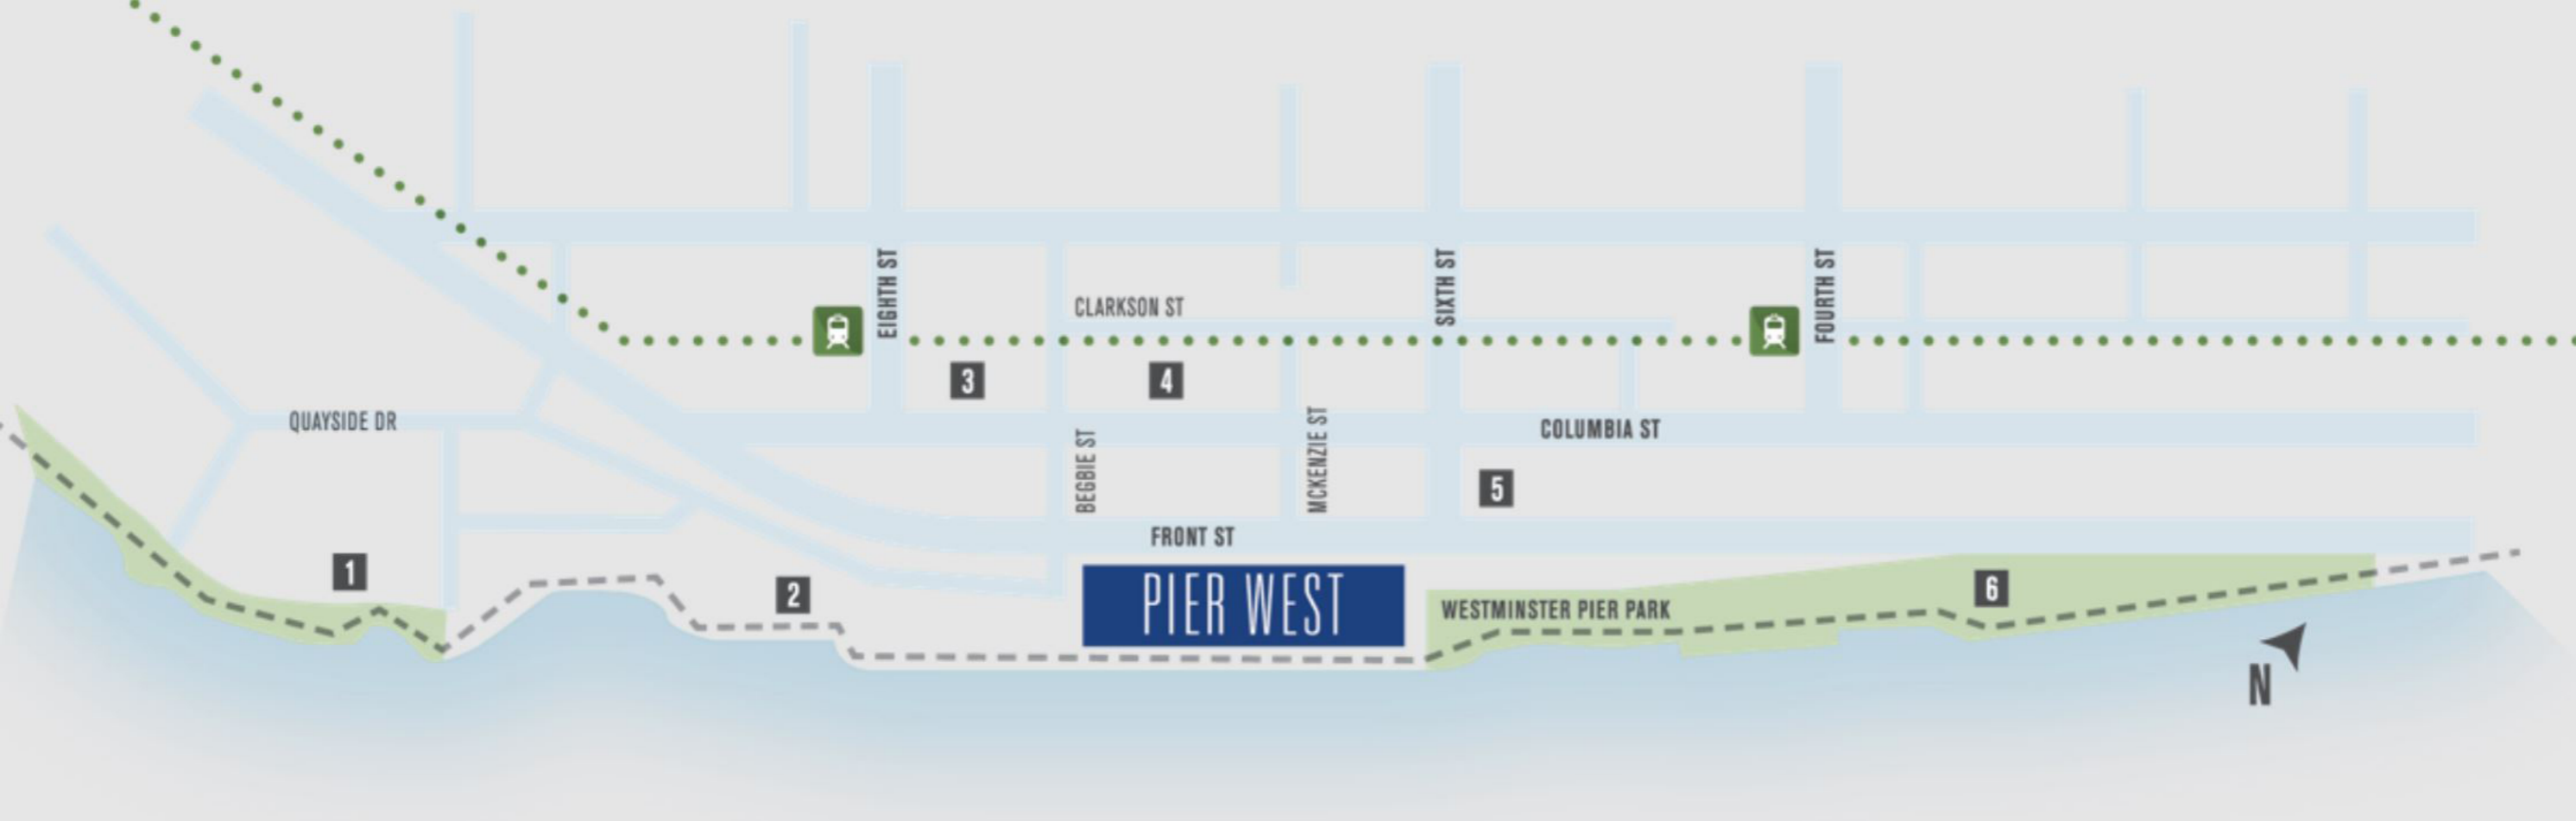 EIGHTH ST
SIXTH ST
FOURTH ST
CLARKSON ST
3
4
QUAYSIDE DR
COLUMBIA ST
BEGBIE ST
MCKENZIE ST
5
FRONT ST
1
2
PIER WEST
WESTMINSTER PIER PARK
6
N